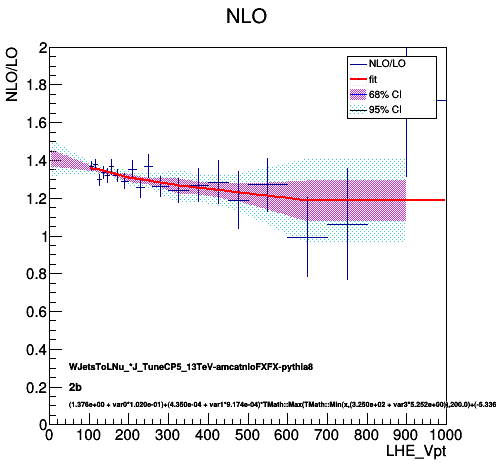 NLO
NLO/LO
2
1.8
1.6
1.4
1.2
1
0.8
0.6
0.4
0.2
0
NLO/LO
fit
68% CI
95% CI
WJetsToLNu_*J_TuneCP5_13TeV-amcatnloFXFX-pythia8
2b
(1.376e+00 + var0*1.020e-01)+(4.350e-04 + var1*9.174e-04)*TMath::Max(TMath::Min(x,(3.250e+02 + var3*5.252e+00)),200.0)+(-5.336
0 100 200 300 400 500 600 700 800 900 1000
LHE_Vpt